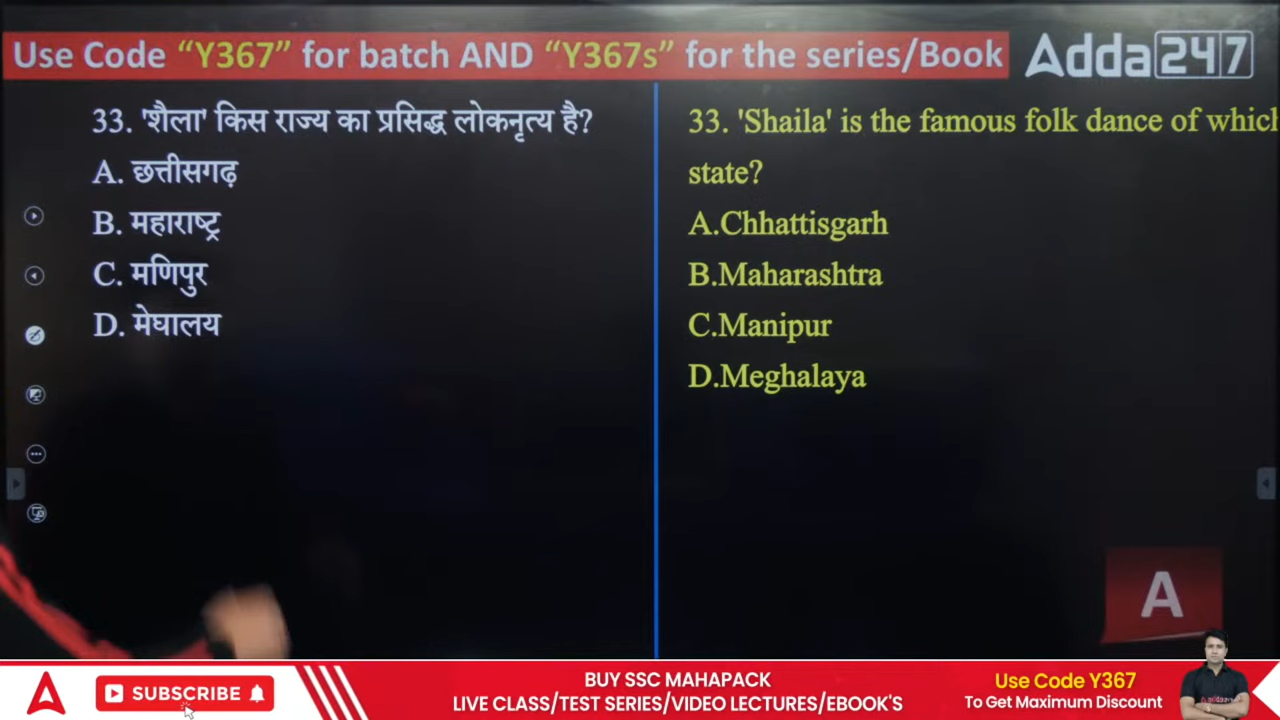 Use Code “Y367” for batch AND “Y367s” for the series/Book
Adda247
33. 'शैला' किस राज्य का प्रसिद्ध लोकनृत्य है?
A. छत्तीसगढ़
B. महाराष्ट्र
C. मणिपुर
D. मेघालय
33. 'Shaila' is the famous folk dance of which
state?
A.Chhattisgarh
B.Maharashtra
C.Manipur
D.Meghalaya
A
SUBSCRIBE
BUY SSC MAHAPACK
LIVE CLASS/TEST SERIES/VIDEO LECTURES/EBOOK'S
Use Code Y367
To Get Maximum Discount